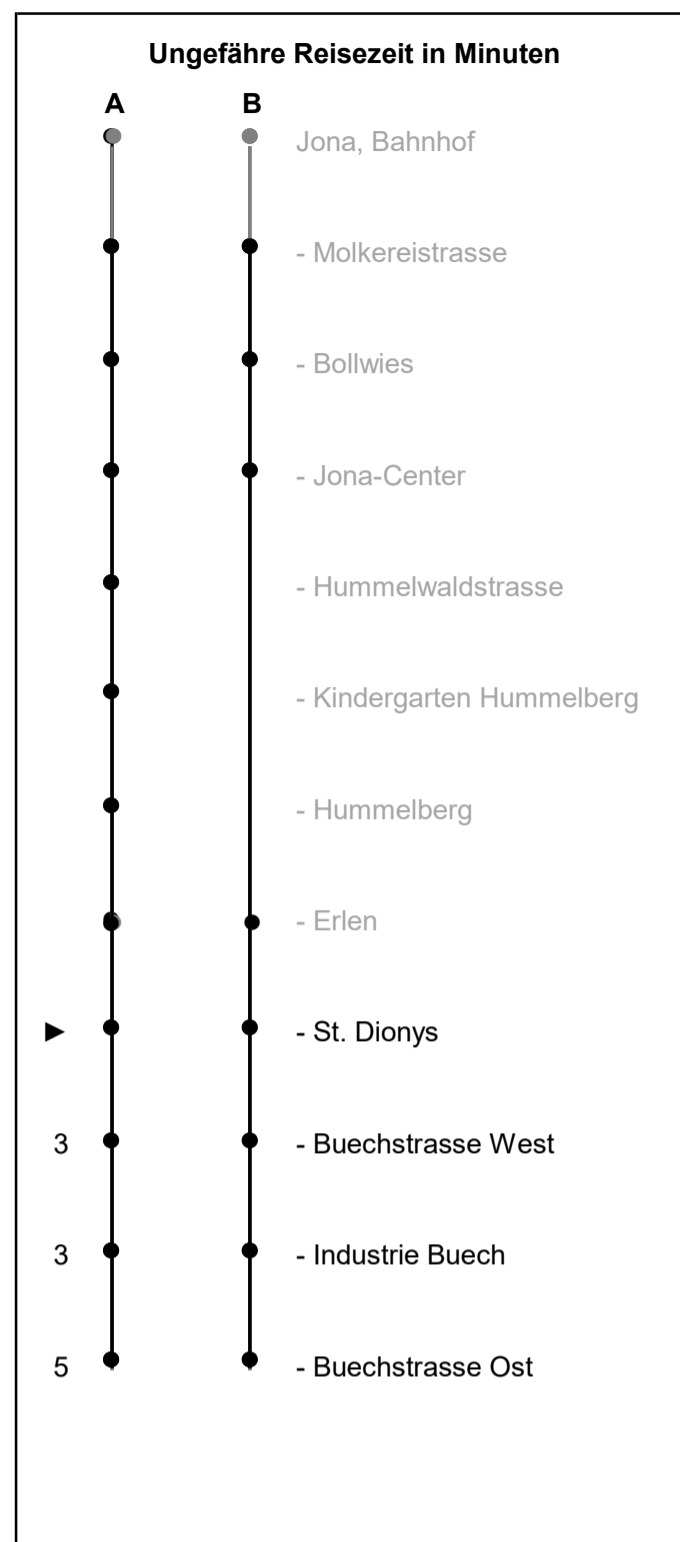 Ungefähre Reisezeit in Minuten
A B
Jona, Bahnhof
- Molkereistrasse
- Bollwies
- Jona-Center
- Hummelwaldstrasse
- Kindergarten Hummelberg
- Hummelberg
- Erlen
► - St. Dionys
3 - Buechstrasse West
3 - Industrie Buech
5 - Buechstrasse Ost